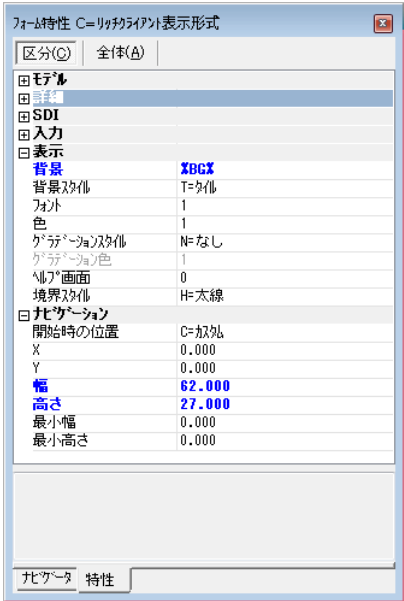 ﾌｫｰﾑ特性 C=ﾘｯﾁｸﾗｲｱﾝﾄ表示形式
区分(C) 全体(A)
ﾓﾃﾞﾙ
詳細
SDI
入力
表示
背景 %BG%
背景ｽﾀｲﾙ T=ﾀｲﾙ
ﾌｫﾝﾄ 1
色 1
ｸﾞﾗﾃﾞｰｼｮﾝｽﾀｲﾙ N=なし
ｸﾞﾗﾃﾞｰｼｮﾝ色 1
ﾍﾙﾌﾟ画面 0
境界ｽﾀｲﾙ H=太線
ﾅﾋﾞｹﾞｰｼｮﾝ
開始時の位置 C=ｶｽﾀﾑ
X 0.000
Y 0.000
幅 62.000
高さ 27.000
最小幅 0.000
最小高さ 0.000
ﾅﾋﾞｹﾞｰﾀ 特性